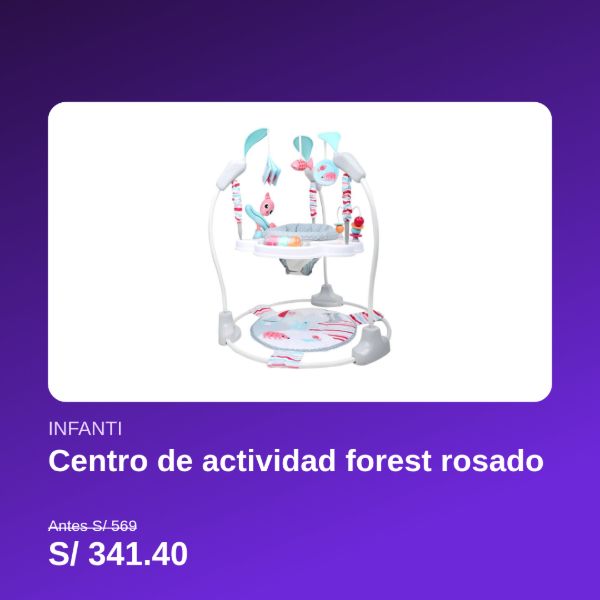 INFANTI
Centro de actividad forest rosado
Antes S/ 569
S/ 341.40